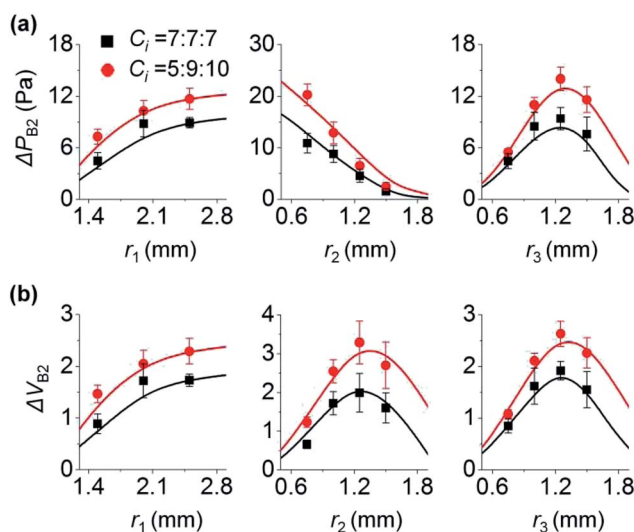 (a)
C_i =7:7:7
C_i =5:9:10
ΔP_B2 (Pa)
18
12
6
0
30
20
10
0
18
12
6
0
1.4 2.1 2.8
0.6 1.2 1.8
0.6 1.2 1.8
r_1 (mm)
r_2 (mm)
r_3 (mm)
(b)
ΔV_B2
3
2
1
0
4
3
2
1
0
3
2
1
0
1.4 2.1 2.8
0.6 1.2 1.8
0.6 1.2 1.8
r_1 (mm)
r_2 (mm)
r_3 (mm)